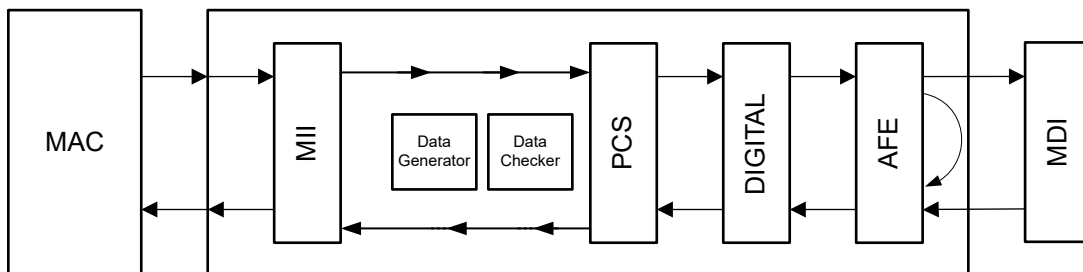 MAC
MII
Data
Generator
Data
Checker
PCS
DIGITAL
AFE
MDI